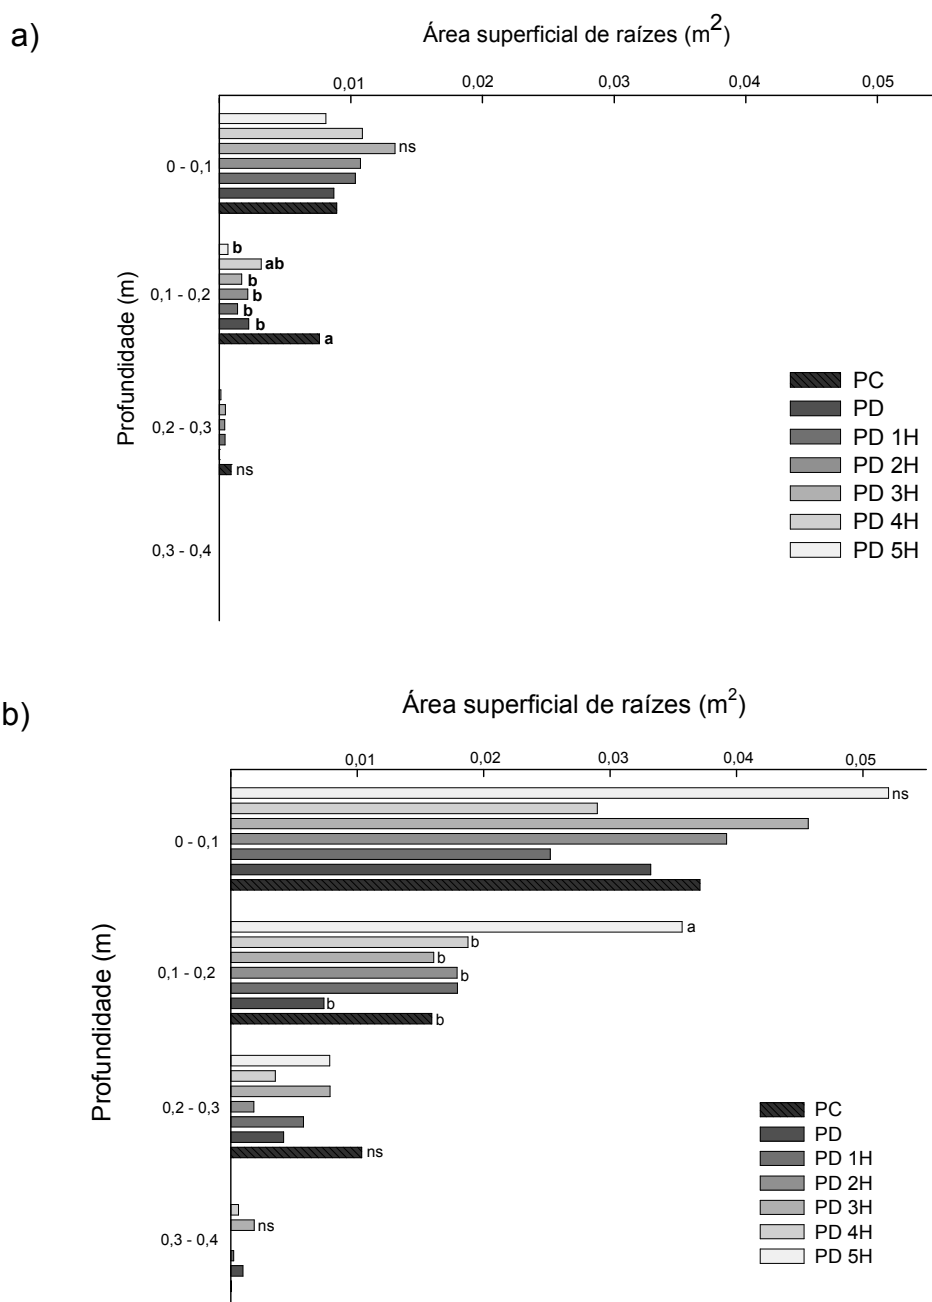 a)
Área superficial de raízes (m²)
0,01 0,02 0,03 0,04 0,05
Profundidade (m)
ns
0 - 0,1
b
ab
b
0,1 - 0,2 b
b
b
a
0,2 - 0,3
ns
0,3 - 0,4
PC
PD
PD 1H
PD 2H
PD 3H
PD 4H
PD 5H
b)
Área superficial de raízes (m²)
0,01 0,02 0,03 0,04 0,05
Profundidade (m)
ns
0 - 0,1
a
b
b
0,1 - 0,2 b
b
b
0,2 - 0,3
ns
ns
0,3 - 0,4
PC
PD
PD 1H
PD 2H
PD 3H
PD 4H
PD 5H